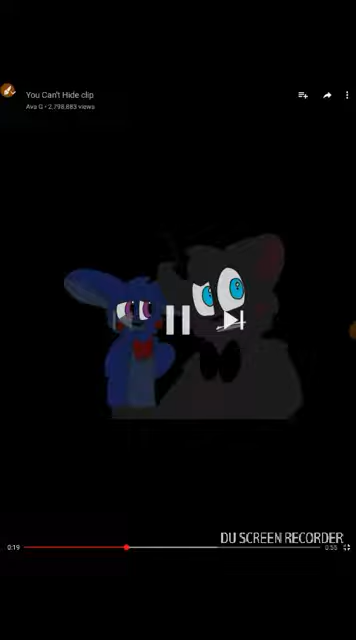 You Can't Hide clip
Ava G • 2,798,883 views
DU SCREEN RECORDER
0:19
0:55